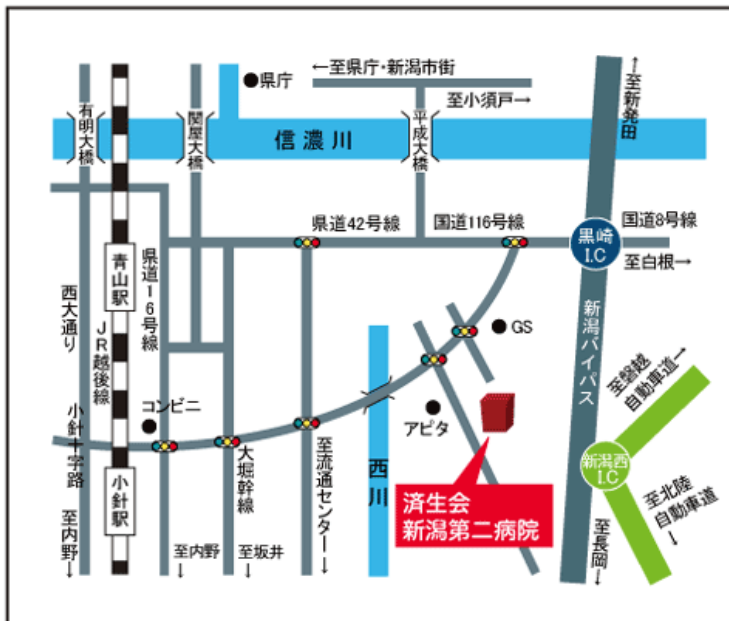 ●県庁
←至県庁・新潟市街
至小須戸→
←至新発田
有明大橋
関屋大橋
信濃川
平成大橋
県道42号線
国道116号線
黒崎
I.C
国道8号線
至白根→
青山駅
県道16号線
西大通り
JR越後線
●GS
新潟バイパス
至磐越
自動車道→
コンビニ
●
小針十字路
アピタ
●
新潟西
I.C
小針駅
大堀幹線
至流通センター→
西川
済生会
新潟第二病院
至北陸
自動車道
↓
至内野→
至内野
↓
至坂井
↓
至長岡→